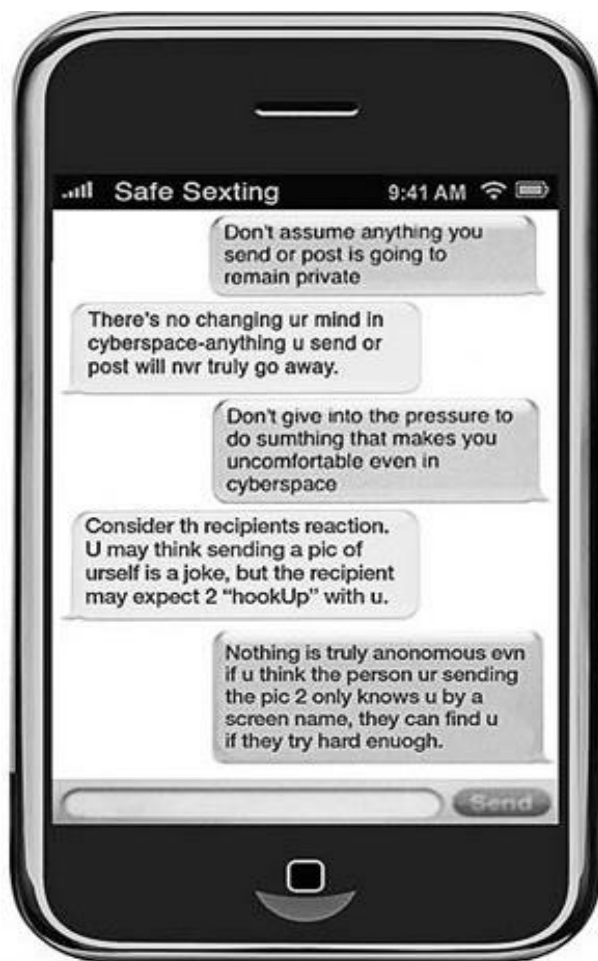 Safe Sexting 9:41 AM
Don't assume anything you
send or post is going to
remain private
There's no changing ur mind in
cyberspace-anything u send or
post will nvr truly go away.
Don't give into the pressure to
do sumthing that makes you
uncomfortable even in
cyberspace
Consider th recipients reaction.
U may think sending a pic of
urself is a joke, but the recipient
may expect 2 “hookUp” with u.
Nothing is truly anonomous evn
if u think the person ur sending
the pic 2 only knows u by a
screen name, they can find u
if they try hard enuogh.
Send